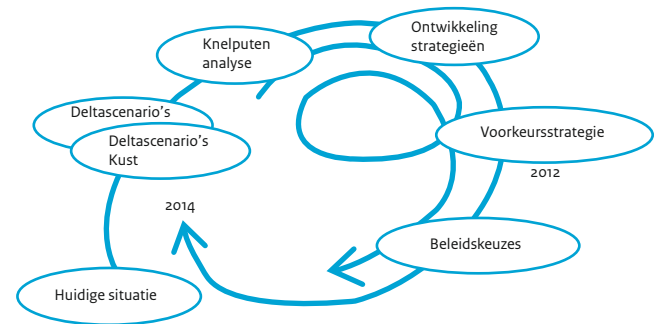 Ontwikkeling
strategieën
Knelputen
analyse
Deltascenario's
Deltascenario's
Kust
Voorkeursstrategie
2012
2014
Beleidskeuzes
Huidige situatie